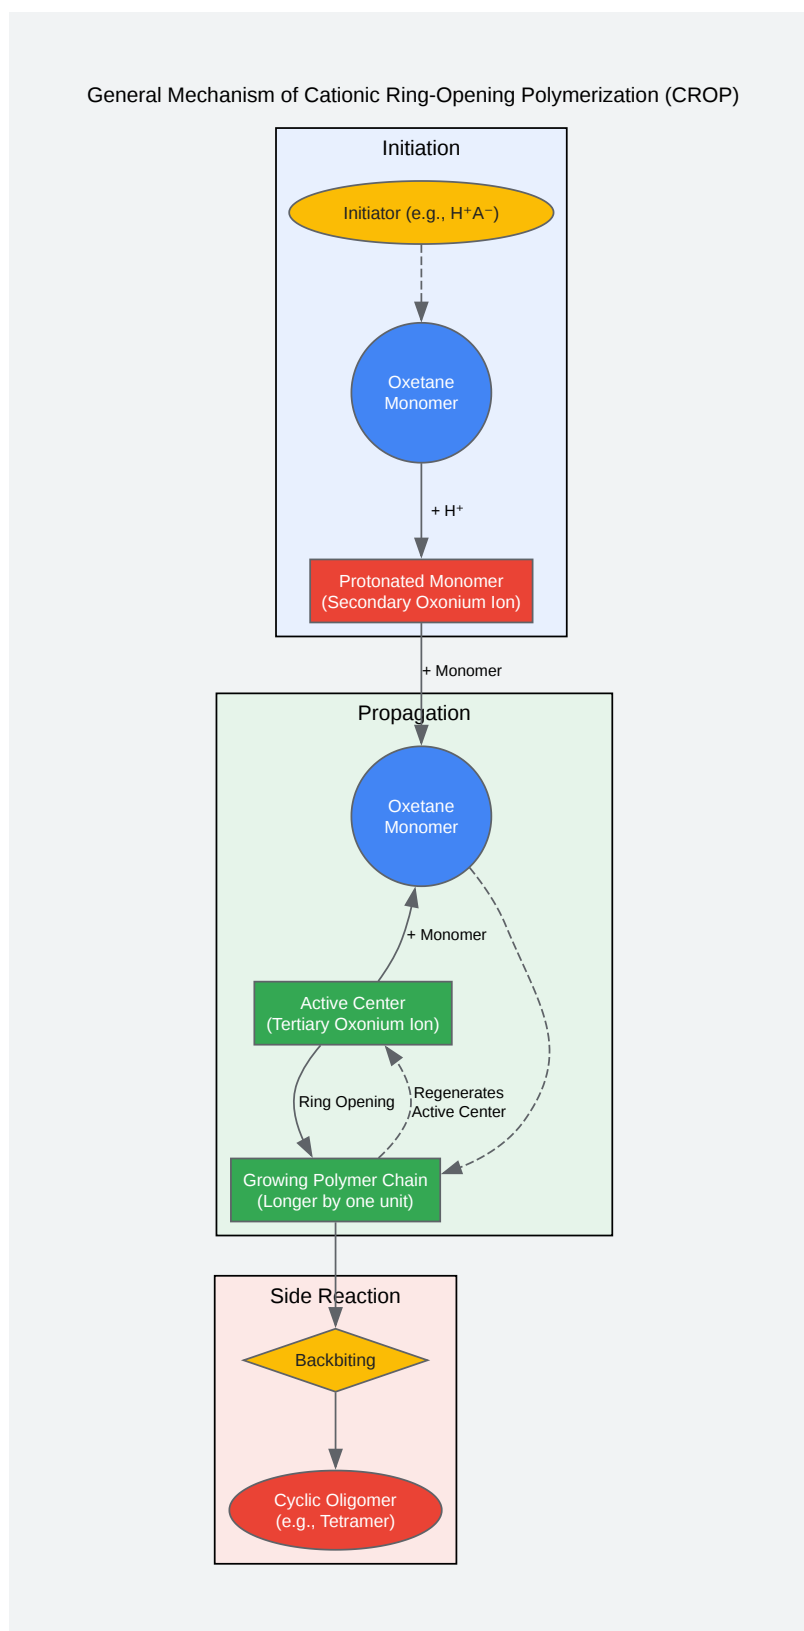 General Mechanism of Cationic Ring-Opening Polymerization (CROP)
Initiation
Initiator (e.g., H⁺A⁻)
Oxetane
Monomer
+ H⁺
Protonated Monomer
(Secondary Oxonium Ion)
+ Monomer
Propagation
Oxetane
Monomer
+ Monomer
Active Center
(Tertiary Oxonium Ion)
Ring Opening
Regenerates
Active Center
Growing Polymer Chain
(Longer by one unit)
Side Reaction
Backbiting
Cyclic Oligomer
(e.g., Tetramer)